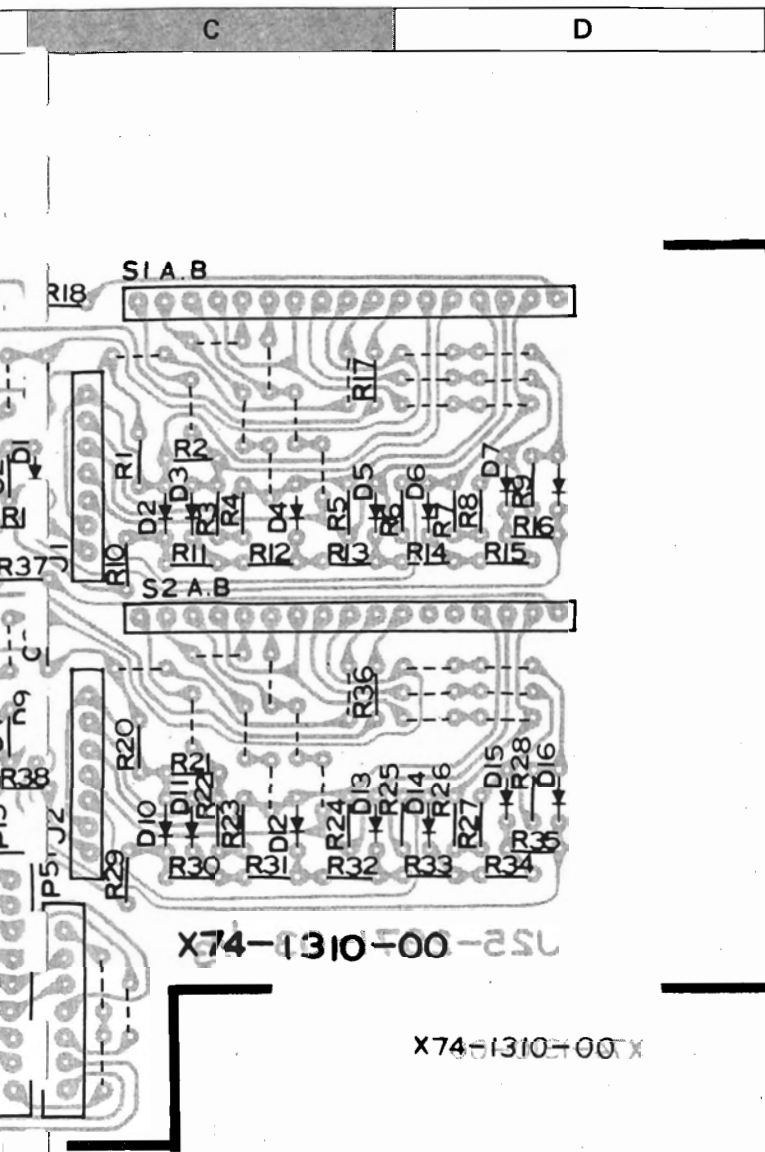 C D
S1 A.B
R18
R17
R1 R2 D3 D2 R3 R4 D4 R5 D5 R6 D6 R7 R8 D7 R9 R16
D1
R1
J1 R10 R11 R12 R13 R14 R15
R37
S2 A.B
C
R36
R20 R21 D11 R22 D10 R23 D12 R24 D13 R25 D14 R26 R27 D15 R28 D16 R35
R38
J2 R29 R30 R31 R32 R33 R34
P5
X74-1310-00
X74-1310-00